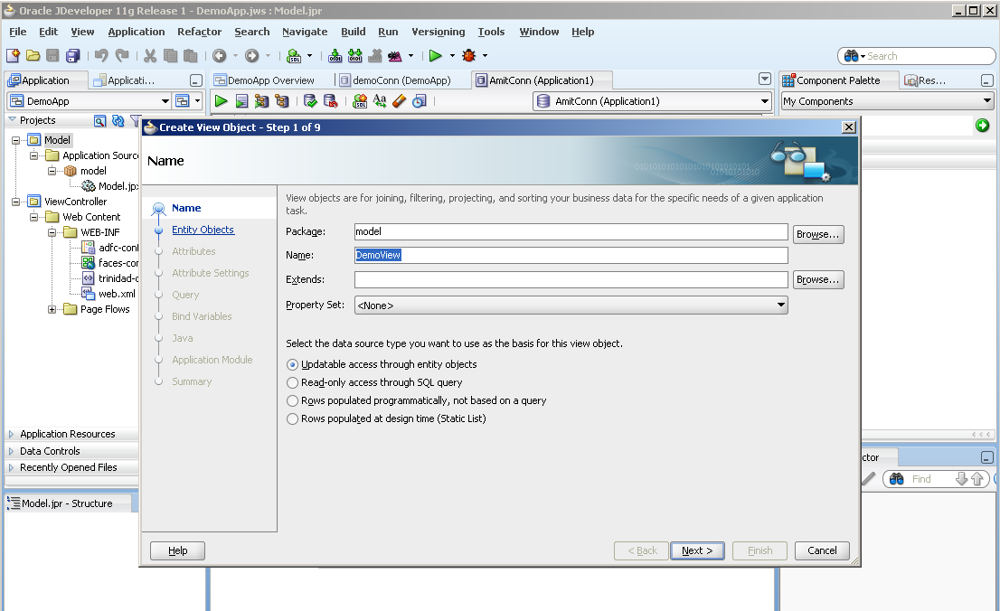 Oracle JDeveloper 11g Release 1 - DemoApp.jws : Model.jpr
File Edit View Application Refactor Search Navigate Build Run Versioning Tools Window Help
Search
Application
Applicati...
DemoApp Overview
demoConn (DemoApp)
AmitConn (Application1)
Component Palette
Res...
DemoApp
AmitConn (Application1)
My Components
Projects
Model
Application Sourc
model
Model.jp
ViewController
Web Content
WEB-INF
adfc-con
faces-co
trinidad-c
web.xml
Page Flows
Application Resources
Data Controls
Recently Opened Files
Model.jpr - Structure
Create View Object - Step 1 of 9
Name
Name
Entity Objects
Attributes
Attribute Settings
Query
Bind Variables
Java
Application Module
Summary
View objects are for joining, filtering, projecting, and sorting your business data for the specific needs of a given application
task.
Package: model Browse...
Name: DemoView
Extends: Browse...
Property Set: <None>
Select the data source type you want to use as the basis for this view object.
Updatable access through entity objects
Read-only access through SQL query
Rows populated programmatically, not based on a query
Rows populated at design time (Static List)
Help < Back Next > Finish Cancel
ctor
Find